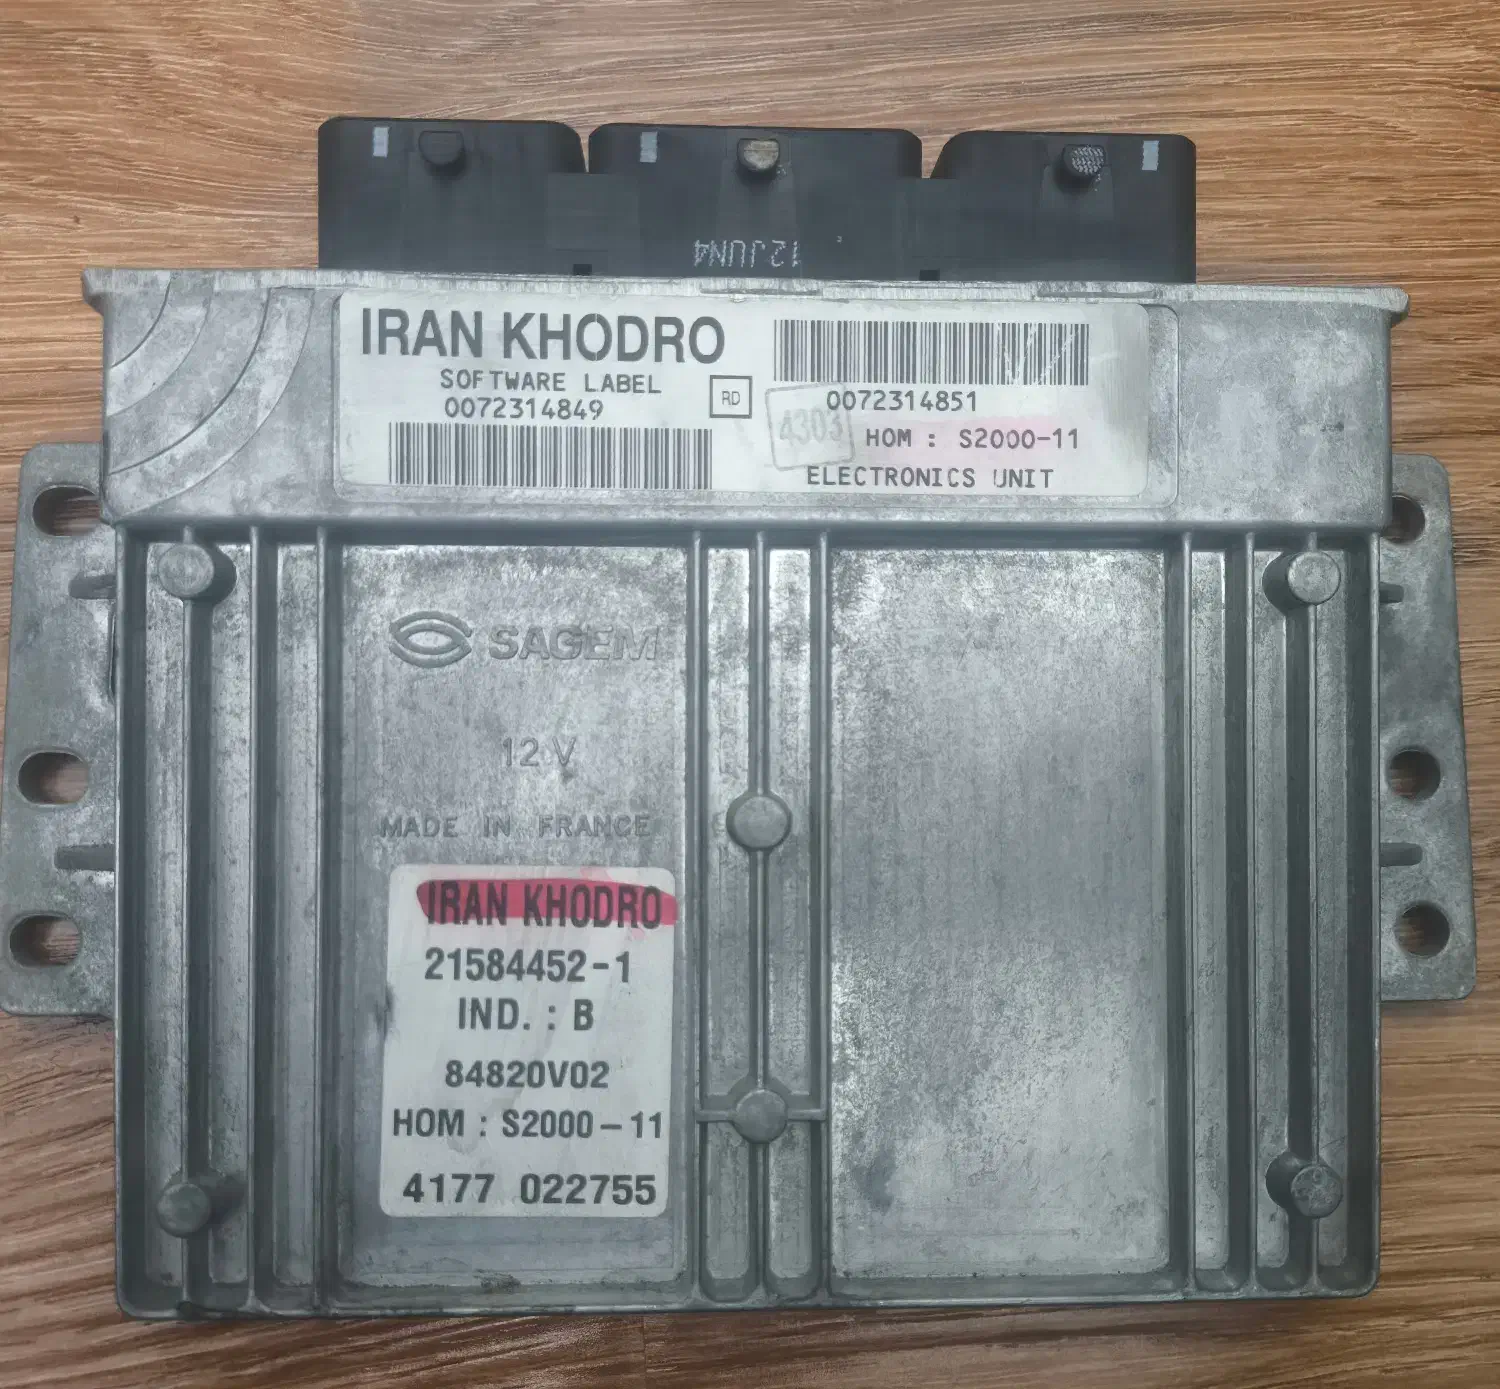 12JUN4
IRAN KHODRO
SOFTWARE LABEL
0072314849
RD
0072314851
4303
HOM : S2000-11
ELECTRONICS UNIT
SAGEM
12 V
MADE IN FRANCE
IRAN KHODRO
21584452-1
IND. : B
84820V02
HOM : S2000-11
4177 022755